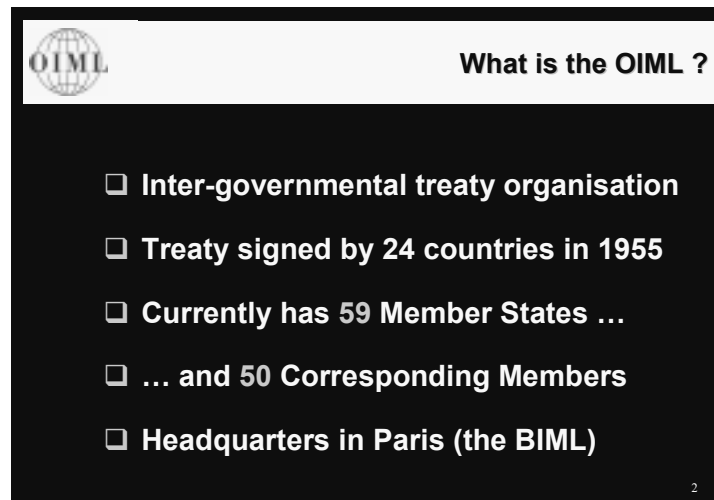 OIML
What is the OIML ?
Inter-governmental treaty organisation
Treaty signed by 24 countries in 1955
Currently has 59 Member States …
… and 50 Corresponding Members
Headquarters in Paris (the BIML)
2